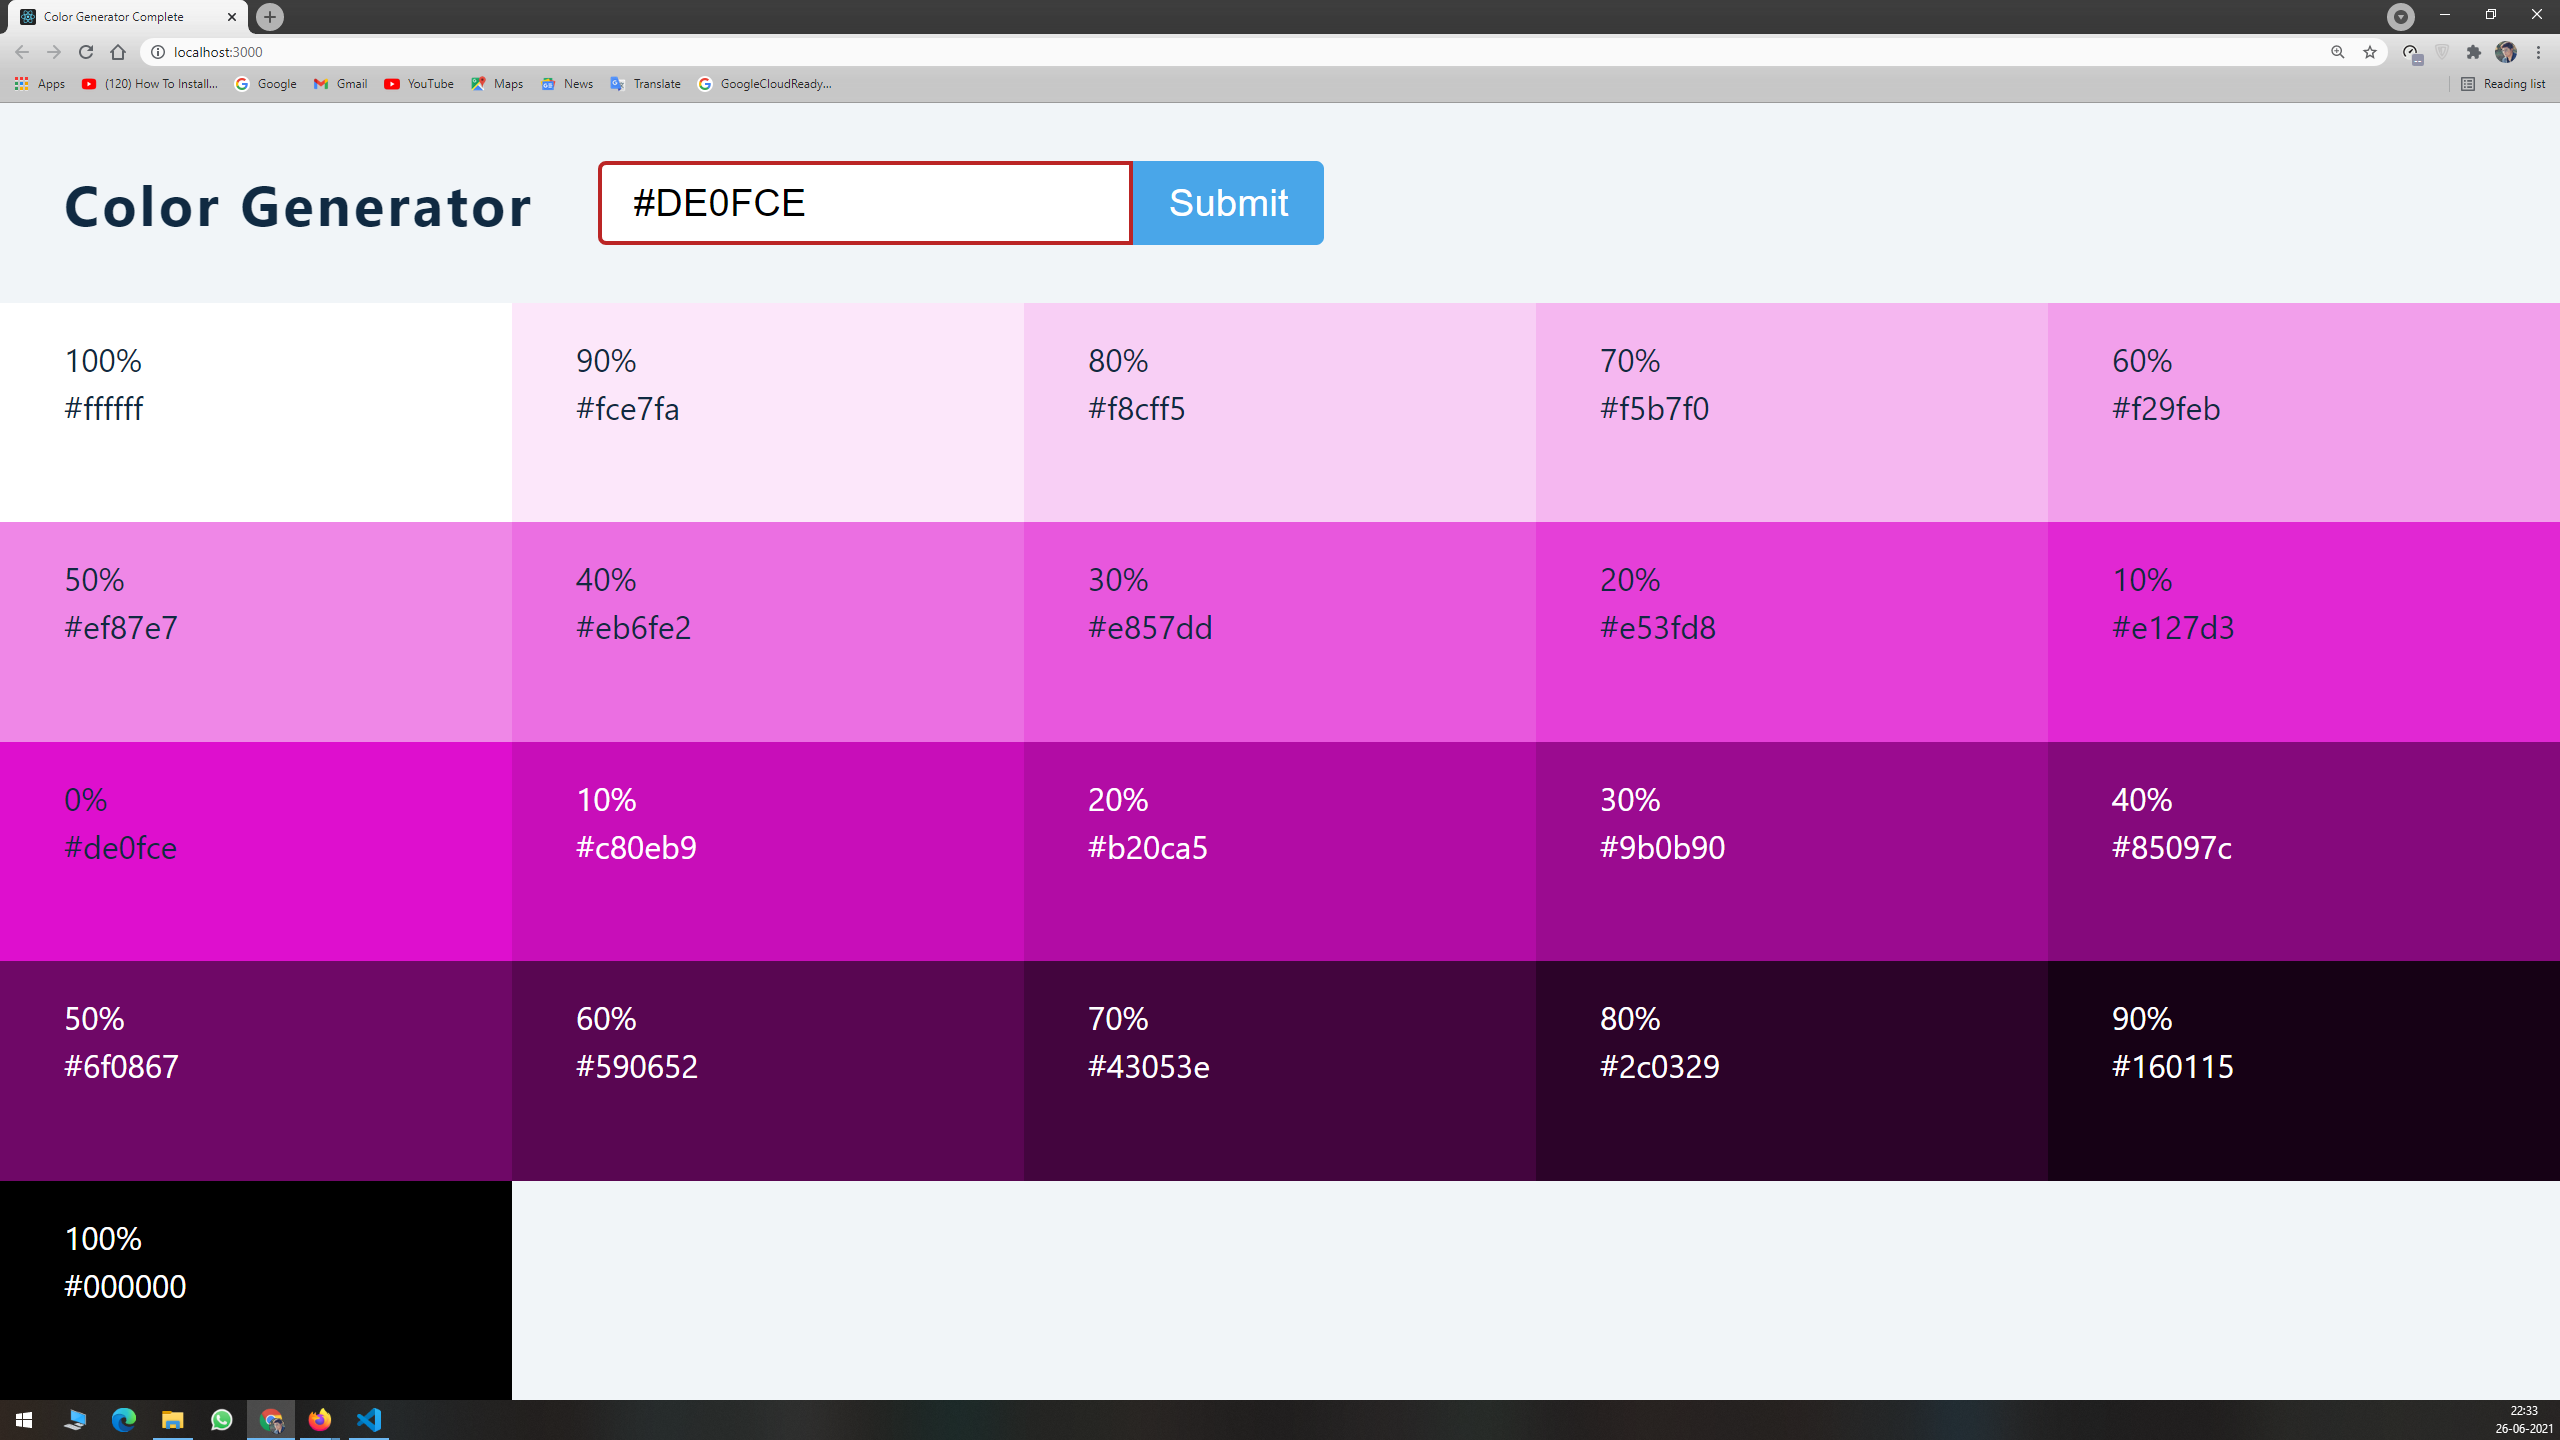 Color Generator Complete
localhost:3000
Apps (120) How To Install... Google Gmail YouTube Maps News Translate GoogleCloudReady... Reading list
Color Generator #DE0FCE Submit
100% 90% 80% 70% 60%
#ffffff #fce7fa #f8cff5 #f5b7f0 #f29feb
50% 40% 30% 20% 10%
#ef87e7 #eb6fe2 #e857dd #e53fd8 #e127d3
0% 10% 20% 30% 40%
#de0fce #c80eb9 #b20ca5 #9b0b90 #85097c
50% 60% 70% 80% 90%
#6f0867 #590652 #43053e #2c0329 #160115
100%
#000000
22:33
26-06-2021